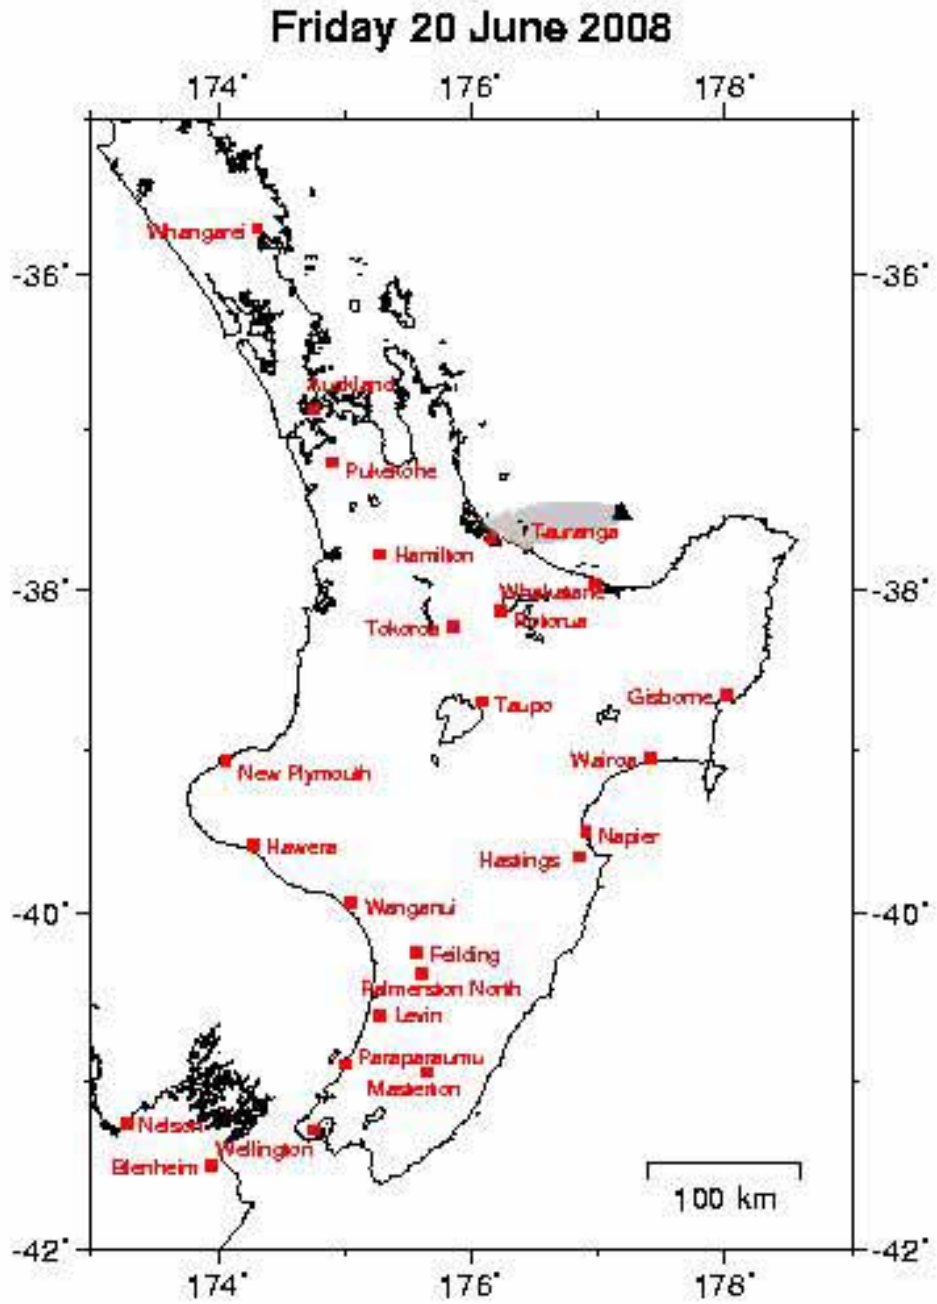 Friday 20 June 2008
174° 176° 178°
Whangarei
-36° -36°
Auckland
Pukekohe
Tauranga
Hamilton
Whakatane
-38° -38°
Rotorua
Tokoroa
Gisborne
Taupo
Wairoa
New Plymouth
Napier
Hawera
Hastings
Wanganui
-40° -40°
Feilding
Palmerston North
Levin
Paraparaumu
Masterton
Nelson
Wellington
Blenheim
100 km
-42° -42°
174° 176° 178°